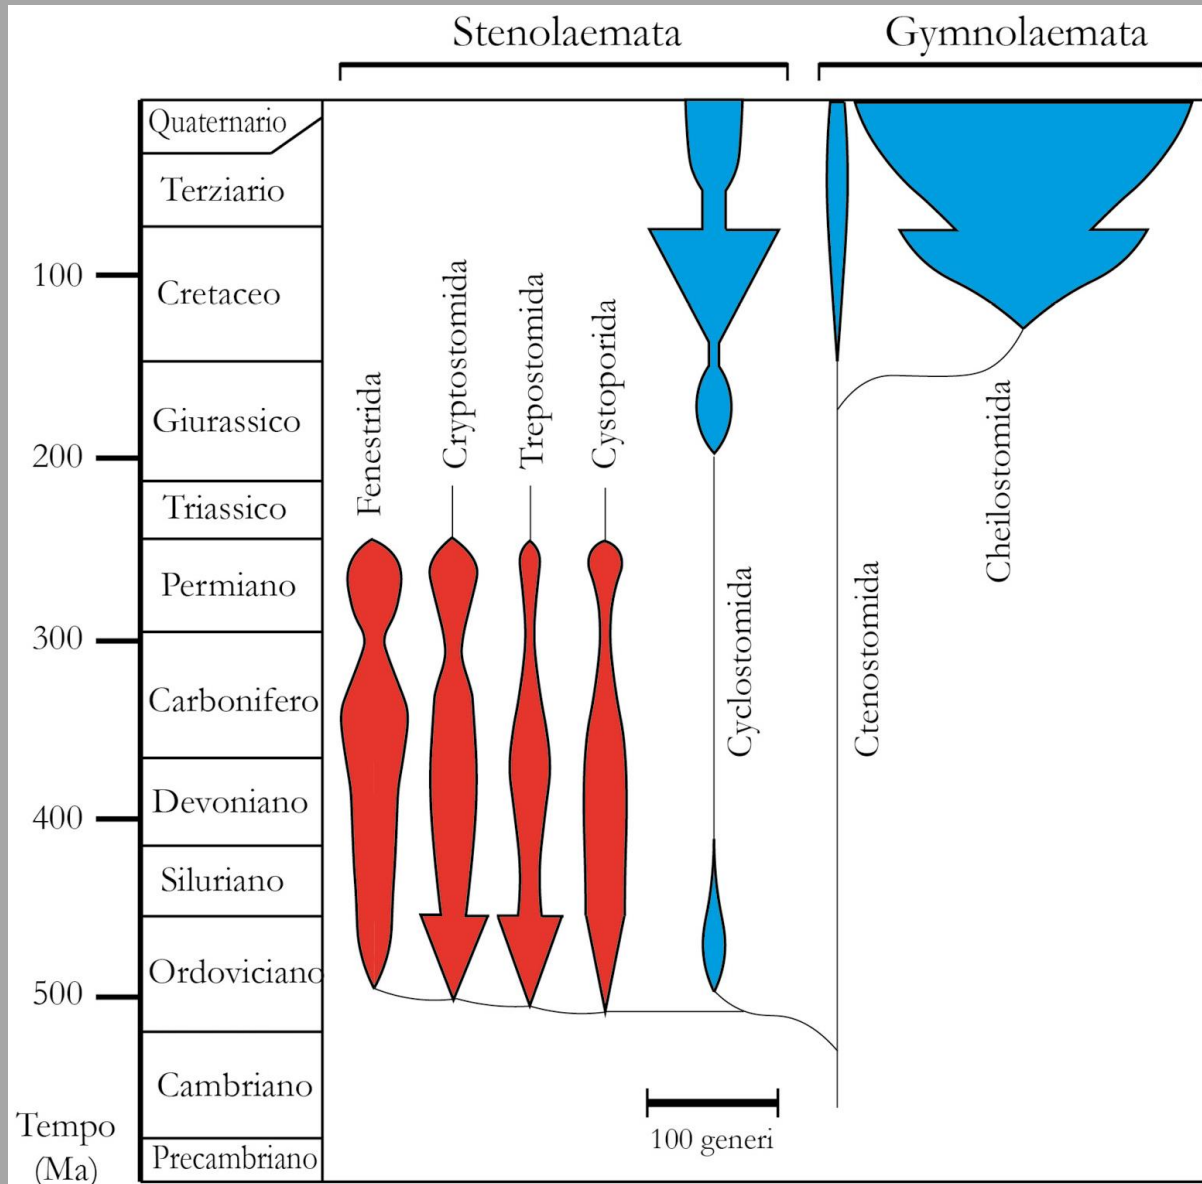 Stenolaemata
Gymnolaemata
Quaternario
Terziario
100
Cretaceo
Giurassico
200
Triassico
Permiano
300
Carbonifero
Devoniano
400
Siluriano
Ordoviciano
500
Cambriano
Tempo
(Ma)
Precambriano
Fenestrida
Cryptostomida
Trepostomida
Cystoporida
Cyclostomida
Ctenostomida
Cheilostomida
100 generi